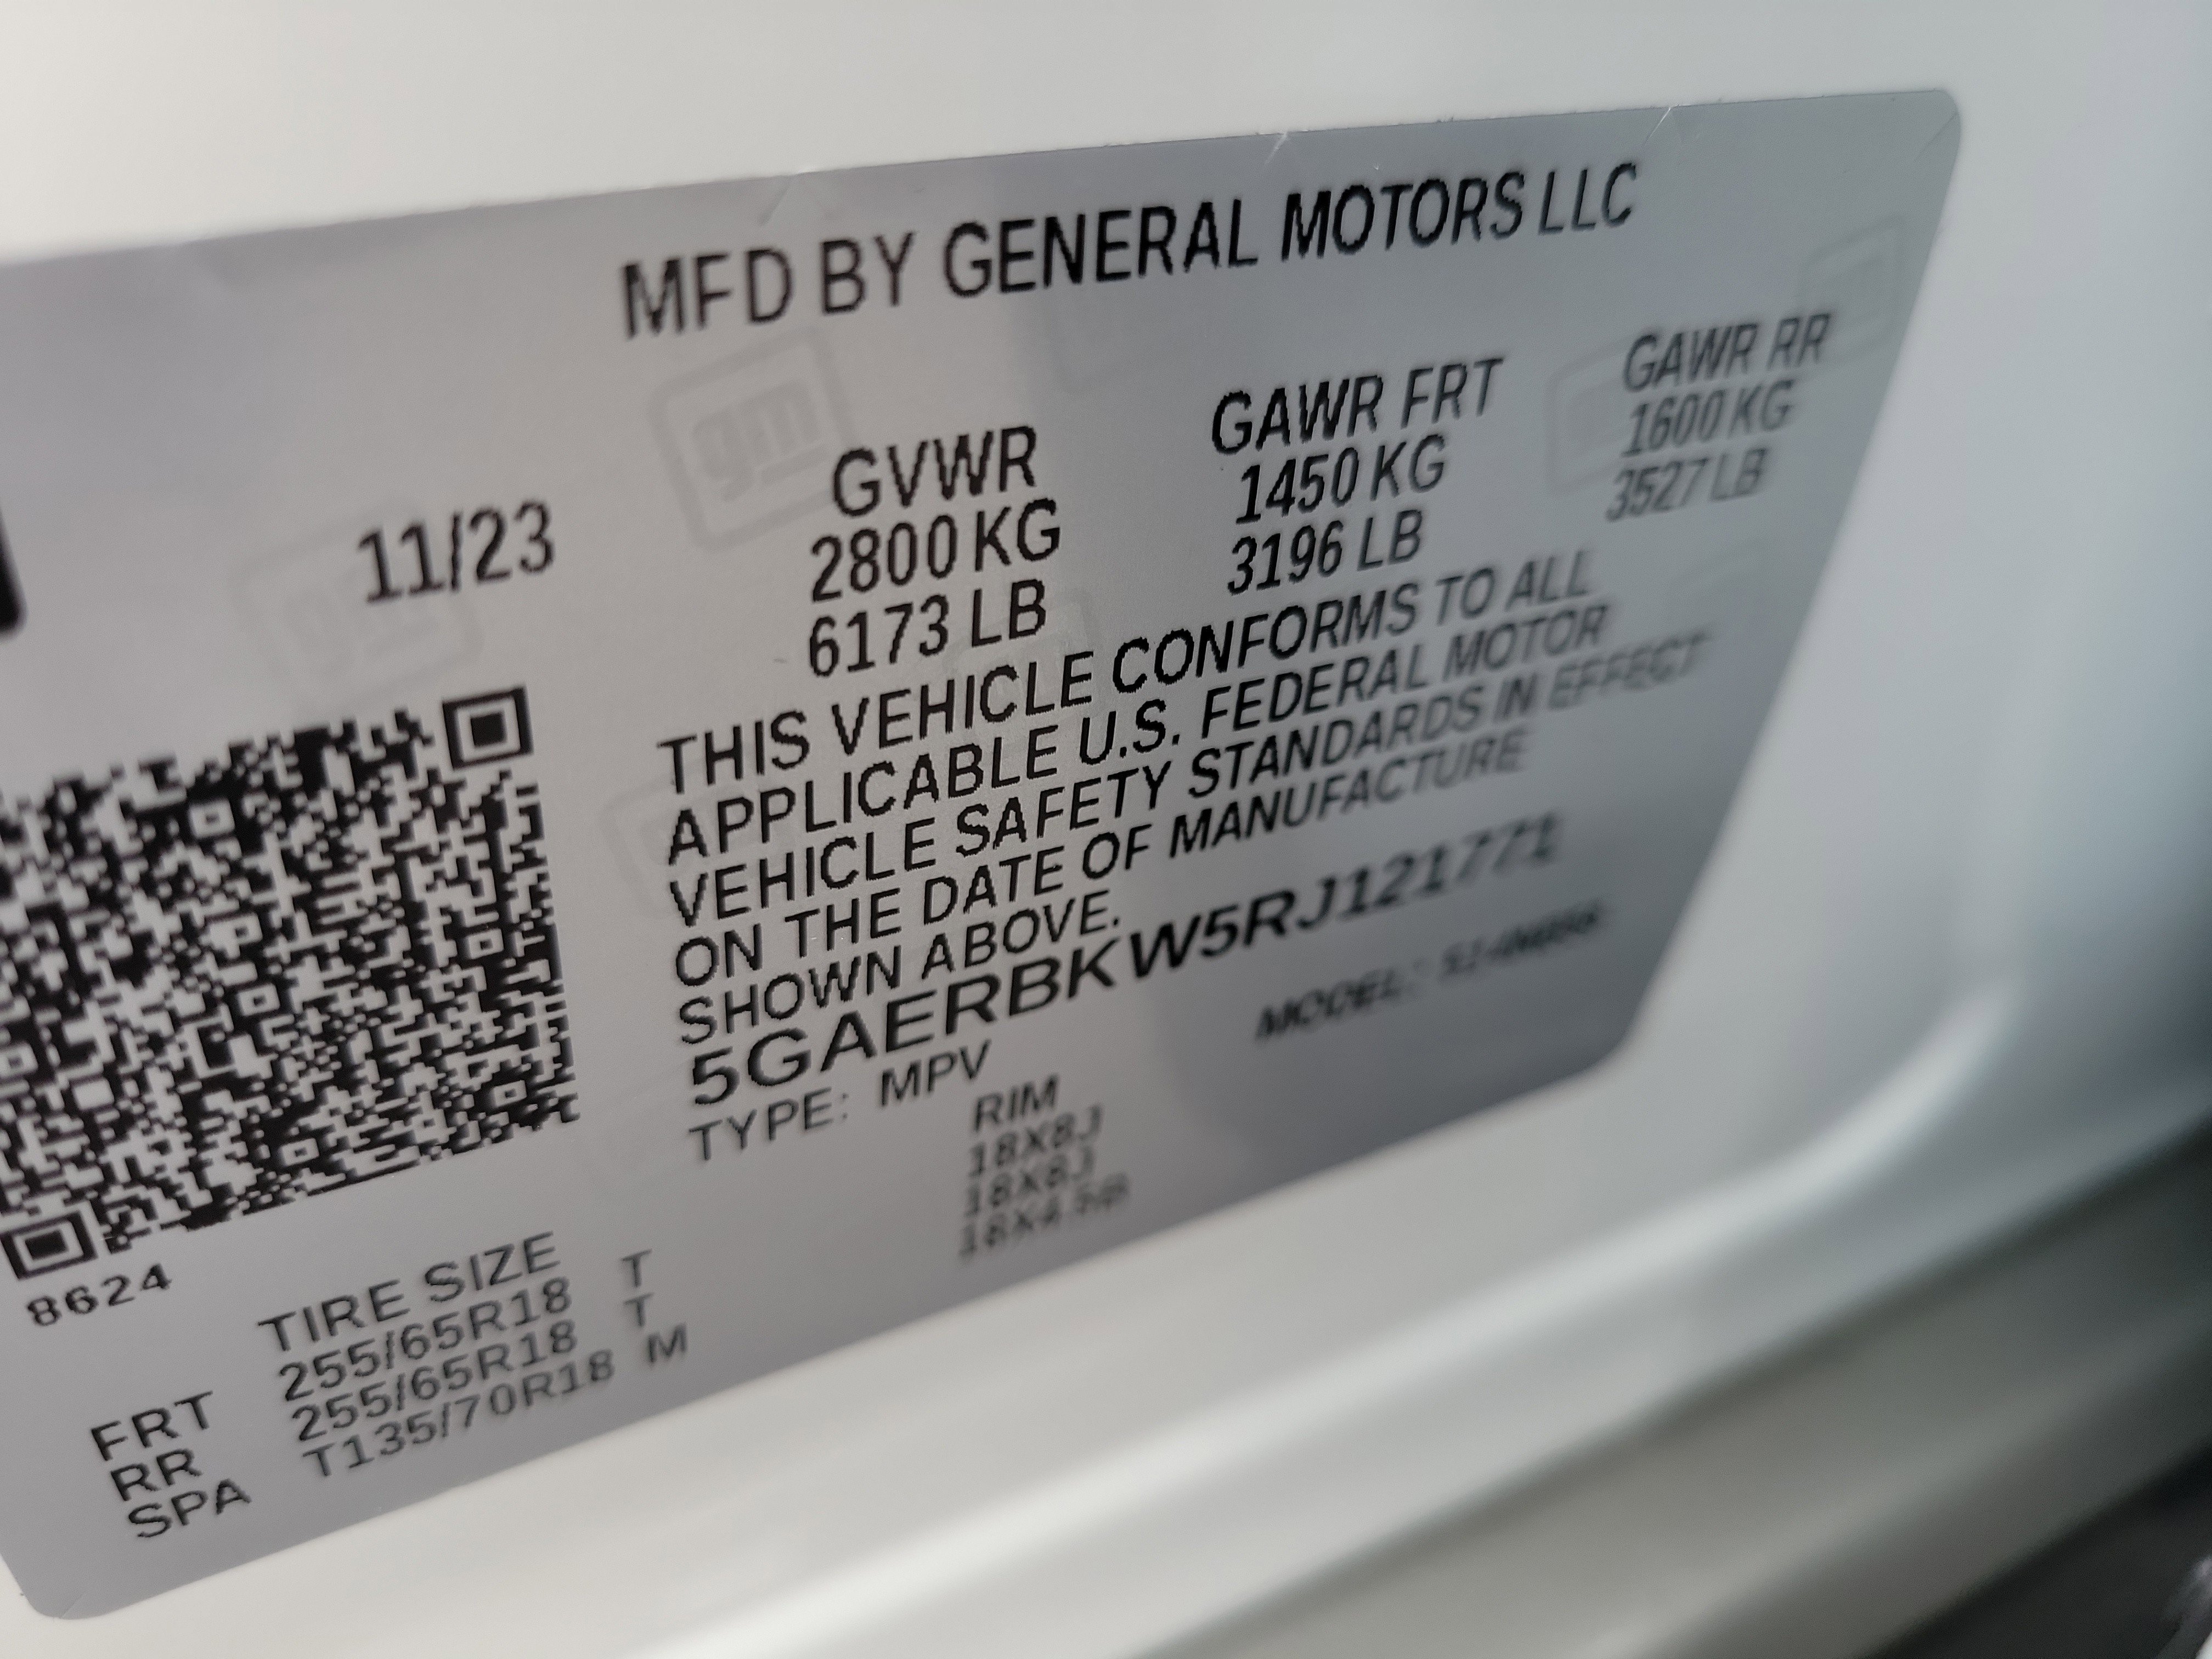 MFD BY GENERAL MOTORS LLC
11/23
GVWR
2800 KG
6173 LB
GAWR FRT
1450 KG
3196 LB
GAWR RR
1600 KG
3527 LB
THIS VEHICLE CONFORMS TO ALL
APPLICABLE U.S. FEDERAL MOTOR
VEHICLE SAFETY STANDARDS IN EFFECT
ON THE DATE OF MANUFACTURE
SHOWN ABOVE.
5GAERBKW5RJ121771
TYPE: MPV MODEL:
8624
TIRE SIZE RIM
FRT 255/65R18 T 18X8J
RR 255/65R18 T 18X8J
SPA T135/70R18 M
gm